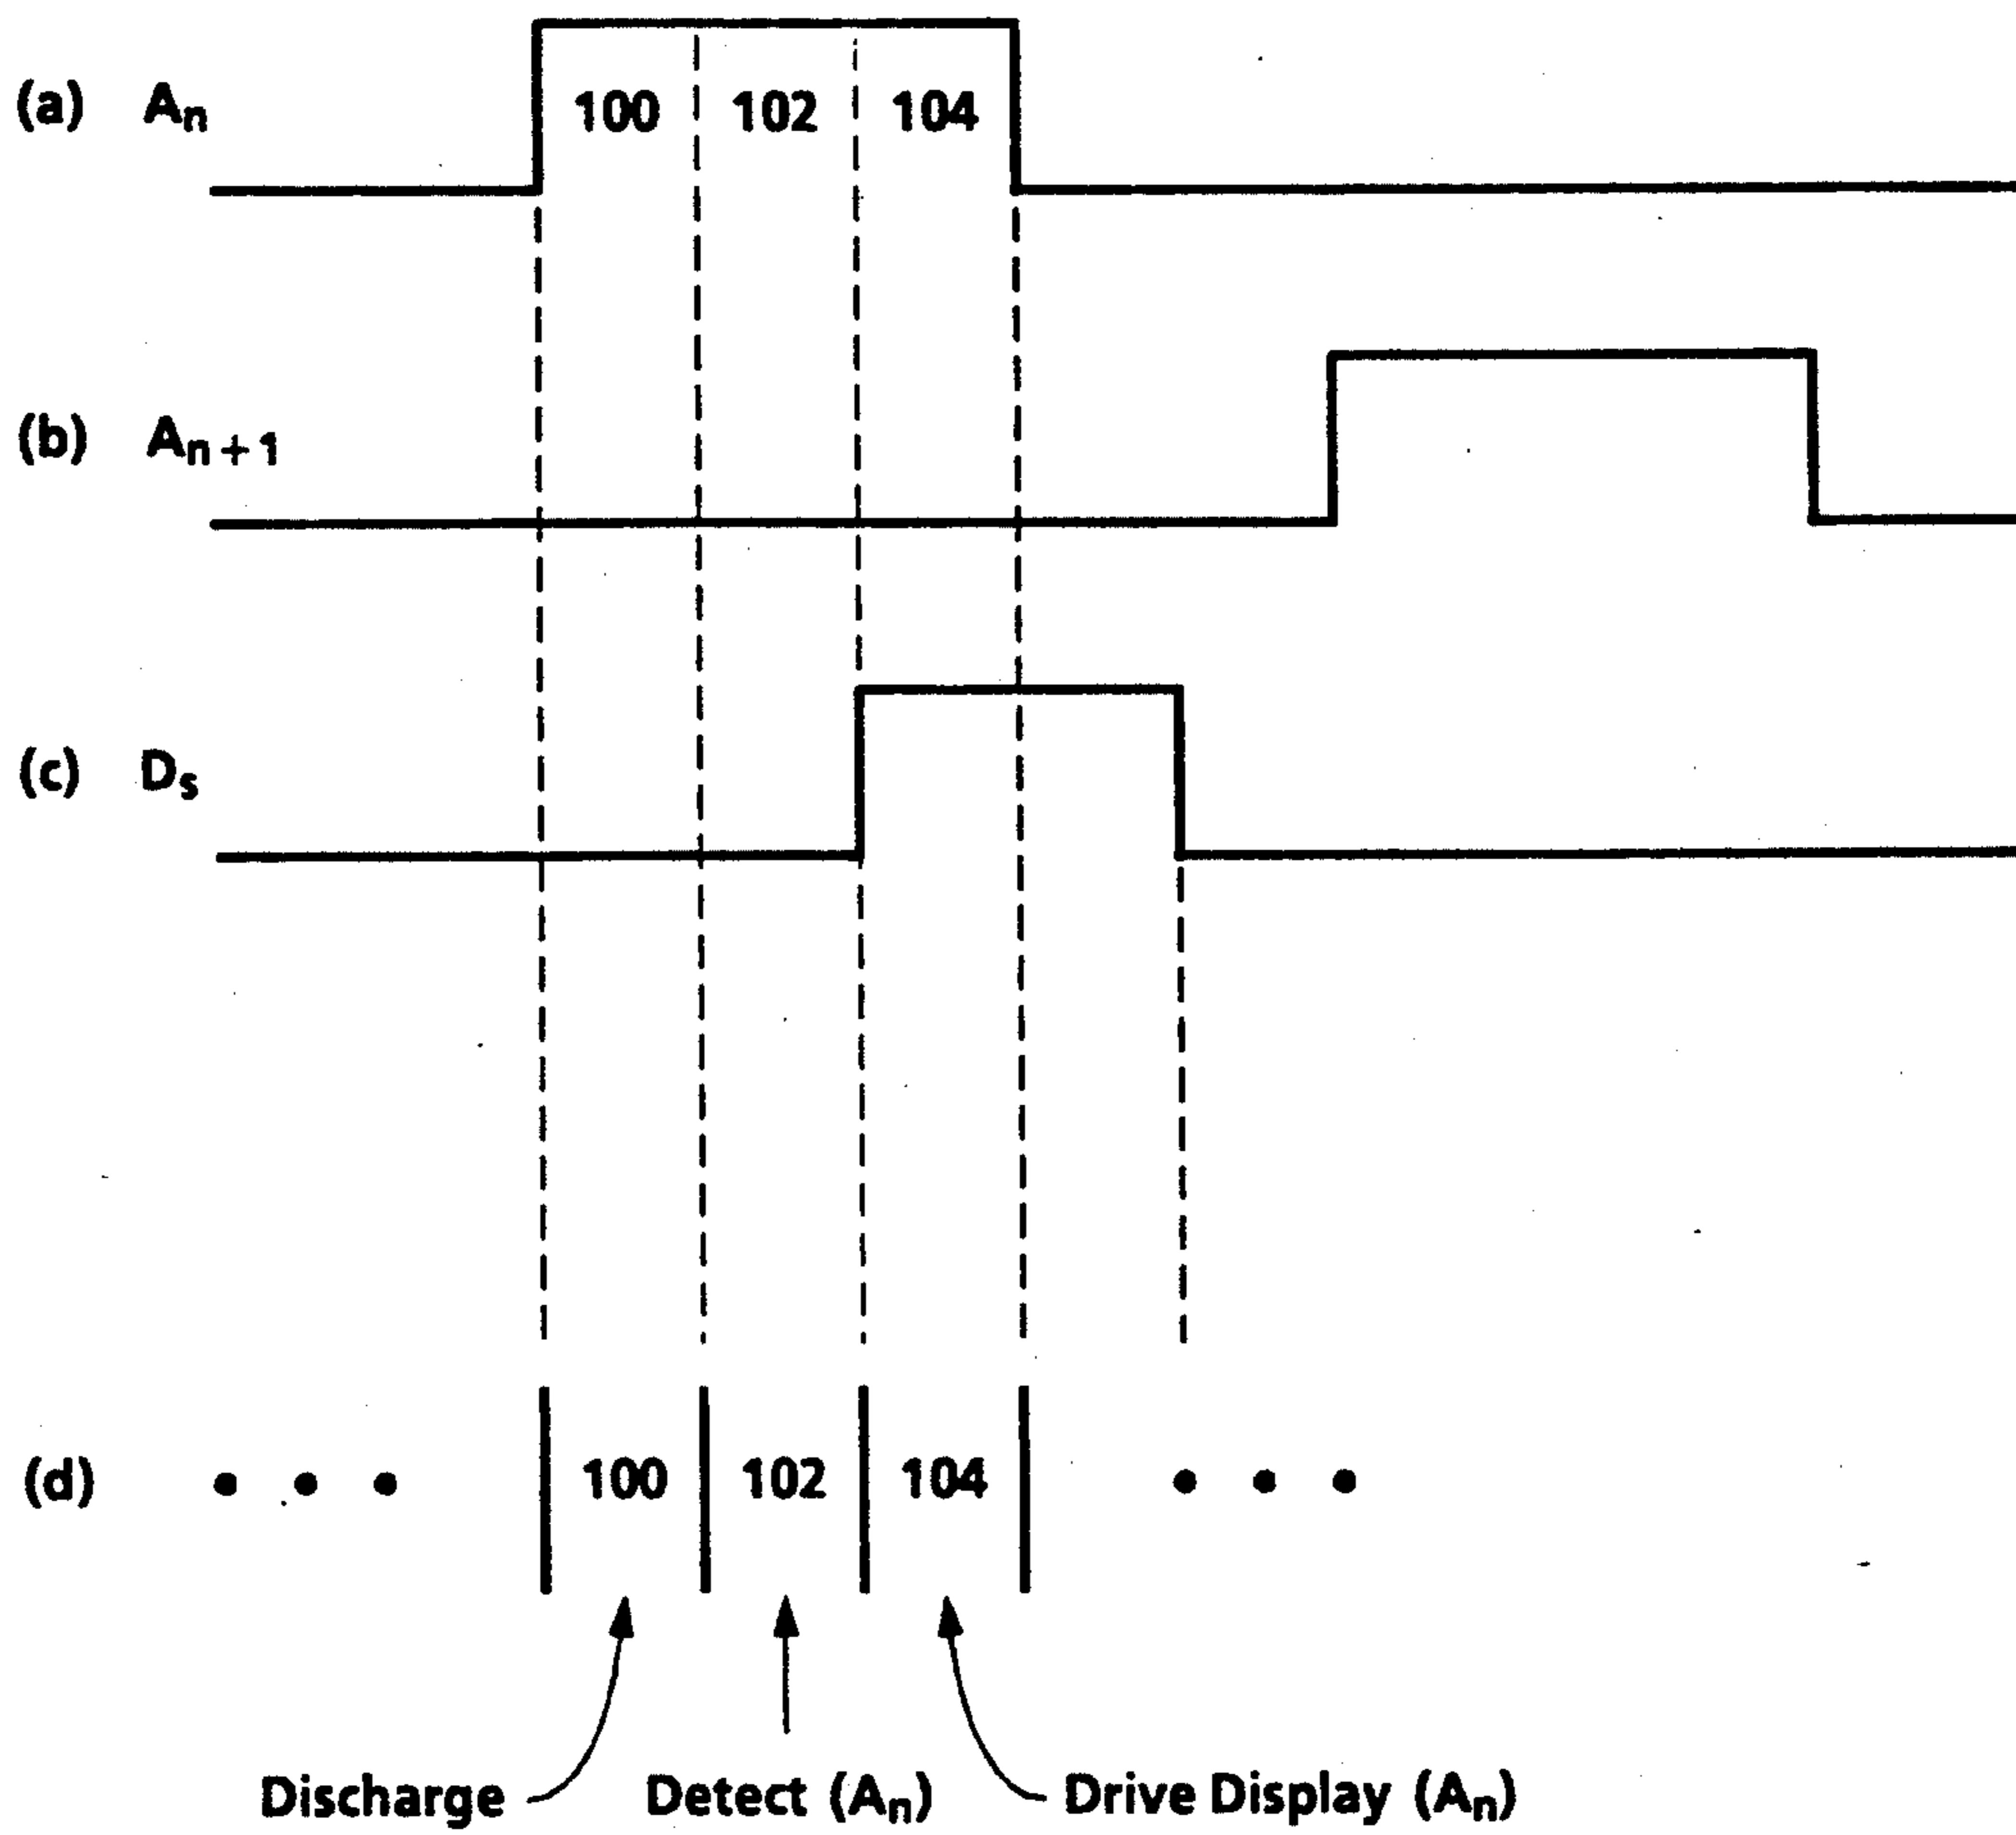 (a) An 100 102 104
(b) An+1
(c) Ds
(d) • • • 100 102 104 • • •
Discharge Detect (An) Drive Display (An)